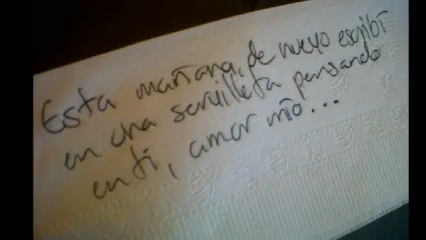 Esta mañana, de nuevo escribí
en una servilleta pensando
en ti, amor mío...